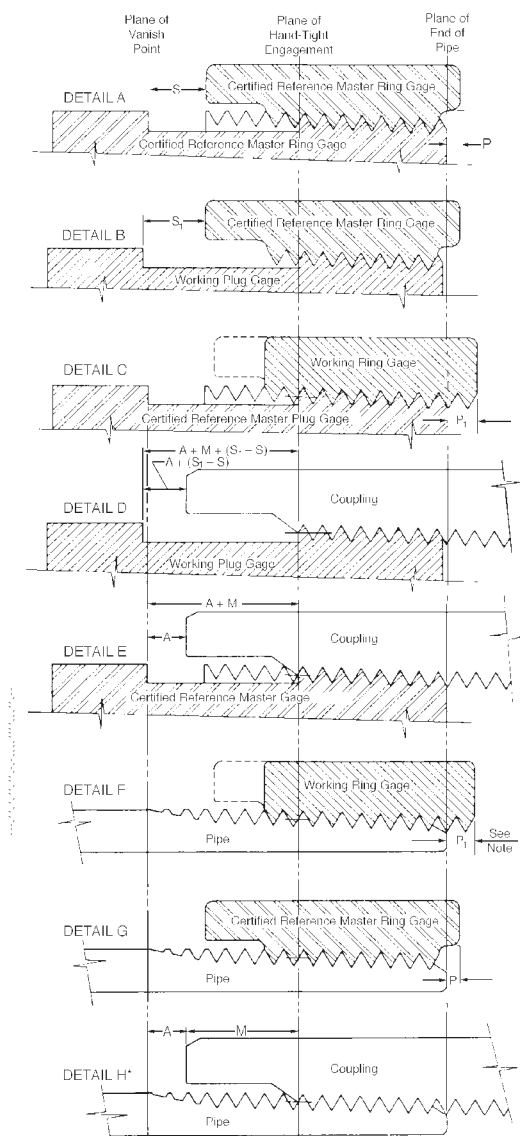 Plane of
Vanish
Point
Plane of
Hand-Tight
Engagement
Plane of
End of
Pipe
DETAIL A
S
Certified Reference Master Ring Gage
Certified Reference Master Ring Gage
P
DETAIL B
S₁
Certified Reference Master Ring Gage
Working Plug Gage
DETAIL C
Working Ring Gage
Certified Reference Master Plug Gage
P₁
A + M + (S₁ – S)
A + (S₁ – S)
DETAIL D
Coupling
Working Plug Gage
A + M
DETAIL E
A
Coupling
Certified Reference Master Gage
DETAIL F
Working Ring Gage
Pipe
P₁
See
Note
DETAIL G
Certified Reference Master Ring Gage
Pipe
P
A
M
DETAIL H*
Coupling
Pipe